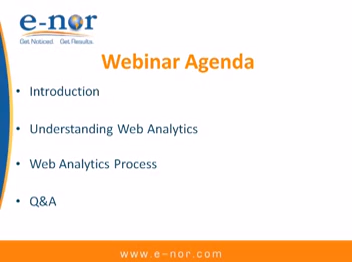 e-nor
Get Noticed. Get Results.
Webinar Agenda
• Introduction
• Understanding Web Analytics
• Web Analytics Process
• Q&A
www.e-nor.com